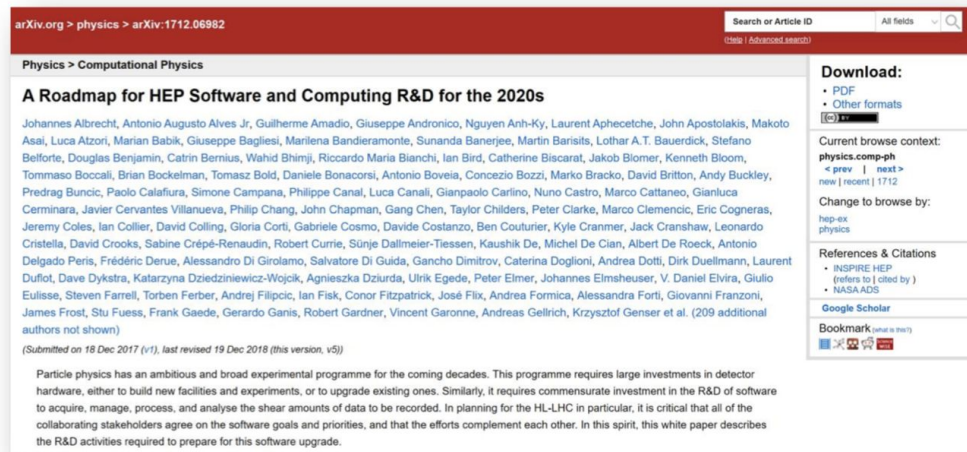 arXiv.org > physics > arXiv:1712.06982
Search or Article ID
All fields
(Help | Advanced search)
Physics > Computational Physics
A Roadmap for HEP Software and Computing R&D for the 2020s
Johannes Albrecht, Antonio Augusto Alves Jr, Guilherme Amadio, Giuseppe Andronico, Nguyen Anh-Ky, Laurent Aphecetche, John Apostolakis, Makoto
Asai, Luca Atzori, Marian Babik, Giuseppe Bagliesi, Marilena Bandieramonte, Sunanda Banerjee, Martin Barisits, Lothar A.T. Bauerdick, Stefano
Belforte, Douglas Benjamin, Catrin Bernius, Wahid Bhimji, Riccardo Maria Bianchi, Ian Bird, Catherine Biscarat, Jakob Blomer, Kenneth Bloom,
Tommaso Boccali, Brian Bockelman, Tomasz Bold, Daniele Bonacorsi, Antonio Boveia, Concezio Bozzi, Marko Bracko, David Britton, Andy Buckley,
Predrag Buncic, Paolo Calafiura, Simone Campana, Philippe Canal, Luca Canali, Gianpaolo Carlino, Nuno Castro, Marco Cattaneo, Gianluca
Cerminara, Javier Cervantes Villanueva, Philip Chang, John Chapman, Gang Chen, Taylor Childers, Peter Clarke, Marco Clemencic, Eric Cogneras,
Jeremy Coles, Ian Collier, David Colling, Gloria Corti, Gabriele Cosmo, Davide Costanzo, Ben Couturier, Kyle Cranmer, Jack Cranshaw, Leonardo
Cristella, David Crooks, Sabine Crépé-Renaudin, Robert Currie, Sünje Dallmeier-Tiessen, Kaushik De, Michel De Cian, Albert De Roeck, Antonio
Delgado Peris, Frédéric Derue, Alessandro Di Girolamo, Salvatore Di Guida, Gancho Dimitrov, Caterina Doglioni, Andrea Dotti, Dirk Duellmann, Laurent
Duflot, Dave Dykstra, Katarzyna Dziedziniewicz-Wojcik, Agnieszka Dziurda, Ulrik Egede, Peter Elmer, Johannes Elmsheuser, V. Daniel Elvira, Giulio
Eulisse, Steven Farrell, Torben Ferber, Andrej Filipcic, Ian Fisk, Conor Fitzpatrick, José Flix, Andrea Formica, Alessandra Forti, Giovanni Franzoni,
James Frost, Stu Fuess, Frank Gaede, Gerardo Ganis, Robert Gardner, Vincent Garonne, Andreas Gellrich, Krzysztof Genser et al. (209 additional
authors not shown)
(Submitted on 18 Dec 2017 (v1), last revised 19 Dec 2018 (this version, v5))
Particle physics has an ambitious and broad experimental programme for the coming decades. This programme requires large investments in detector
hardware, either to build new facilities and experiments, or to upgrade existing ones. Similarly, it requires commensurate investment in the R&D of software
to acquire, manage, process, and analyse the shear amounts of data to be recorded. In planning for the HL-LHC in particular, it is critical that all of the
collaborating stakeholders agree on the software goals and priorities, and that the efforts complement each other. In this spirit, this white paper describes
the R&D activities required to prepare for this software upgrade.
Download:
• PDF
• Other formats
(cc) BY
Current browse context:
physics.comp-ph
< prev | next >
new | recent | 1712
Change to browse by:
hep-ex
physics
References & Citations
• INSPIRE HEP
(refers to | cited by )
• NASA ADS
Google Scholar
Bookmark (what is this?)